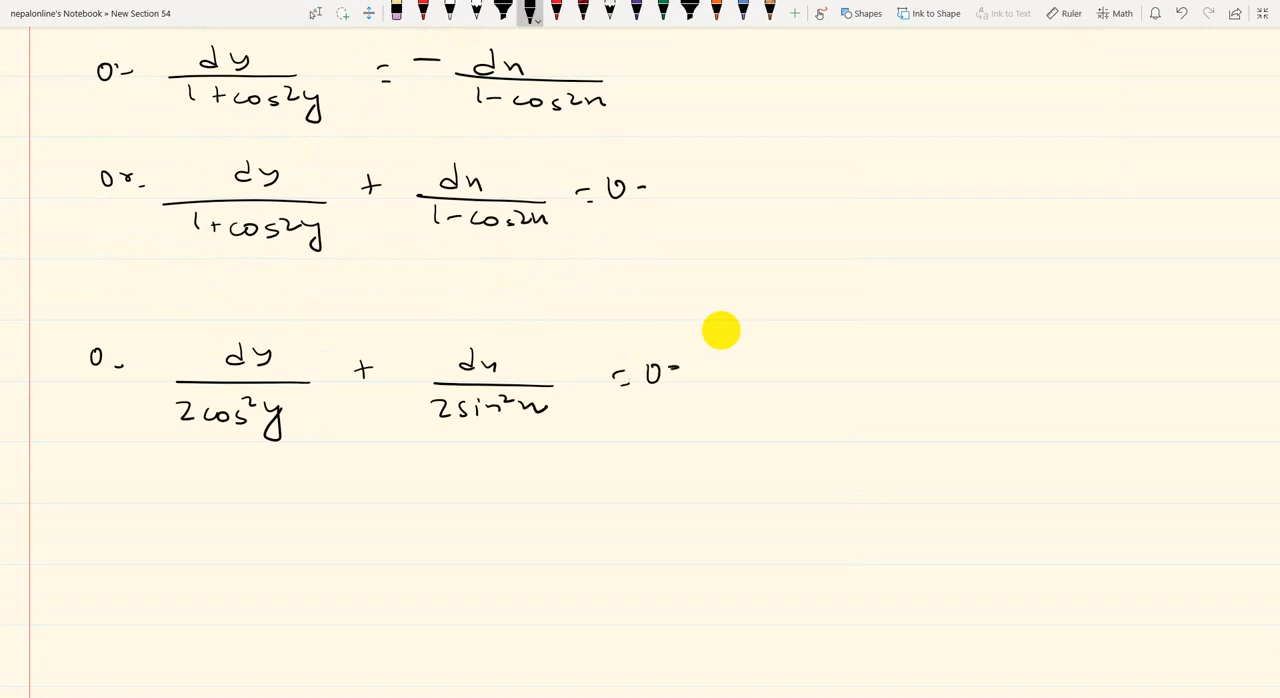 nepalonline's Notebook » New Section 54
Shapes Ink to Shape Ink to Text Ruler Math
or dy/(1+cos2y) = - dx/(1-cos2x)
or. dy/(1+cos2y) + dx/(1-cos2x) = 0.
o. dy/(2cos²y) + dx/(2sin²x) = 0.